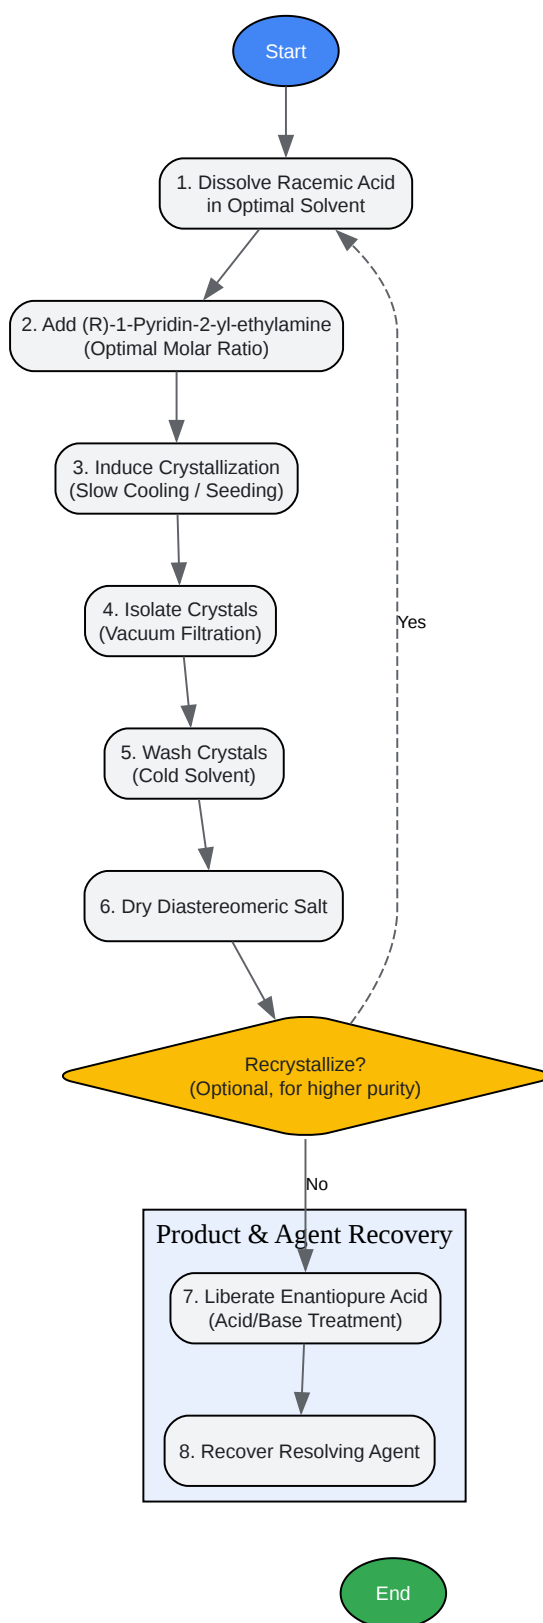 Start
1. Dissolve Racemic Acid
in Optimal Solvent
2. Add (R)-1-Pyridin-2-yl-ethylamine
(Optimal Molar Ratio)
3. Induce Crystallization
(Slow Cooling / Seeding)
4. Isolate Crystals
(Vacuum Filtration)
Yes
5. Wash Crystals
(Cold Solvent)
6. Dry Diastereomeric Salt
Recrystallize?
(Optional, for higher purity)
No
Product & Agent Recovery
7. Liberate Enantiopure Acid
(Acid/Base Treatment)
8. Recover Resolving Agent
End